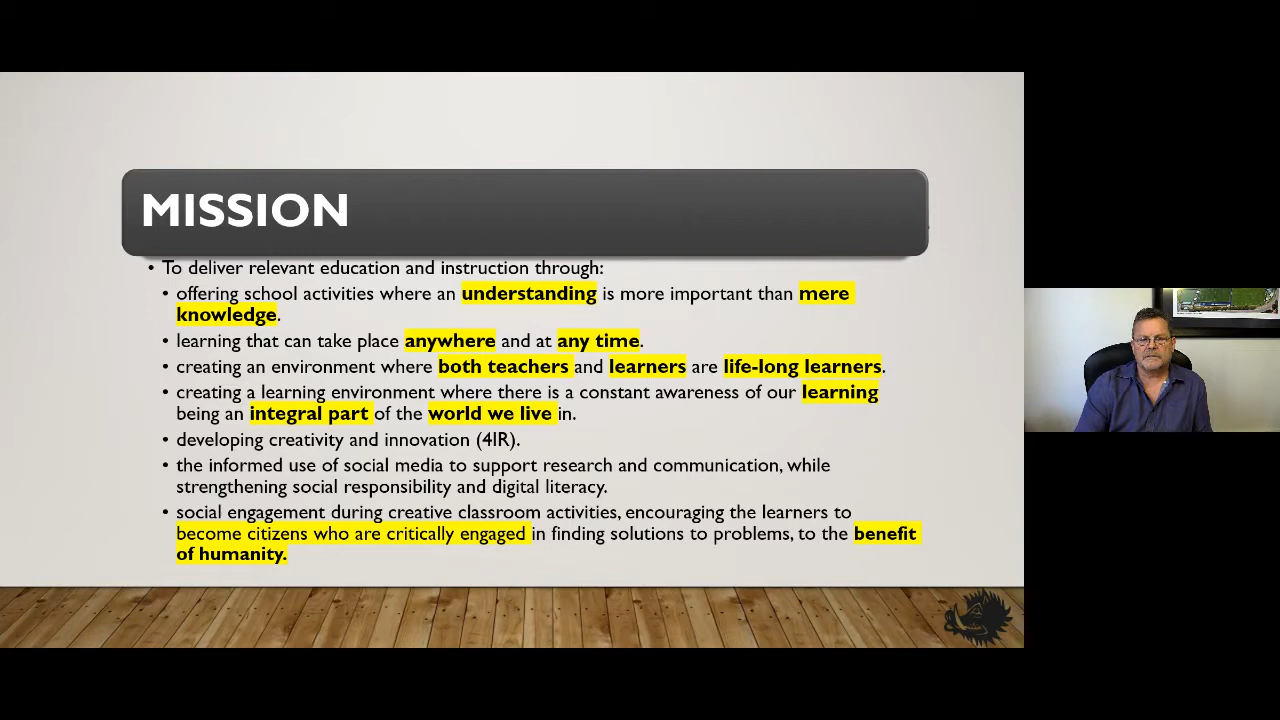 MISSION
• To deliver relevant education and instruction through:
• offering school activities where an understanding is more important than mere
knowledge.
• learning that can take place anywhere and at any time.
• creating an environment where both teachers and learners are life-long learners.
• creating a learning environment where there is a constant awareness of our learning
being an integral part of the world we live in.
• developing creativity and innovation (4IR).
• the informed use of social media to support research and communication, while
strengthening social responsibility and digital literacy.
• social engagement during creative classroom activities, encouraging the learners to
become citizens who are critically engaged in finding solutions to problems, to the benefit
of humanity.